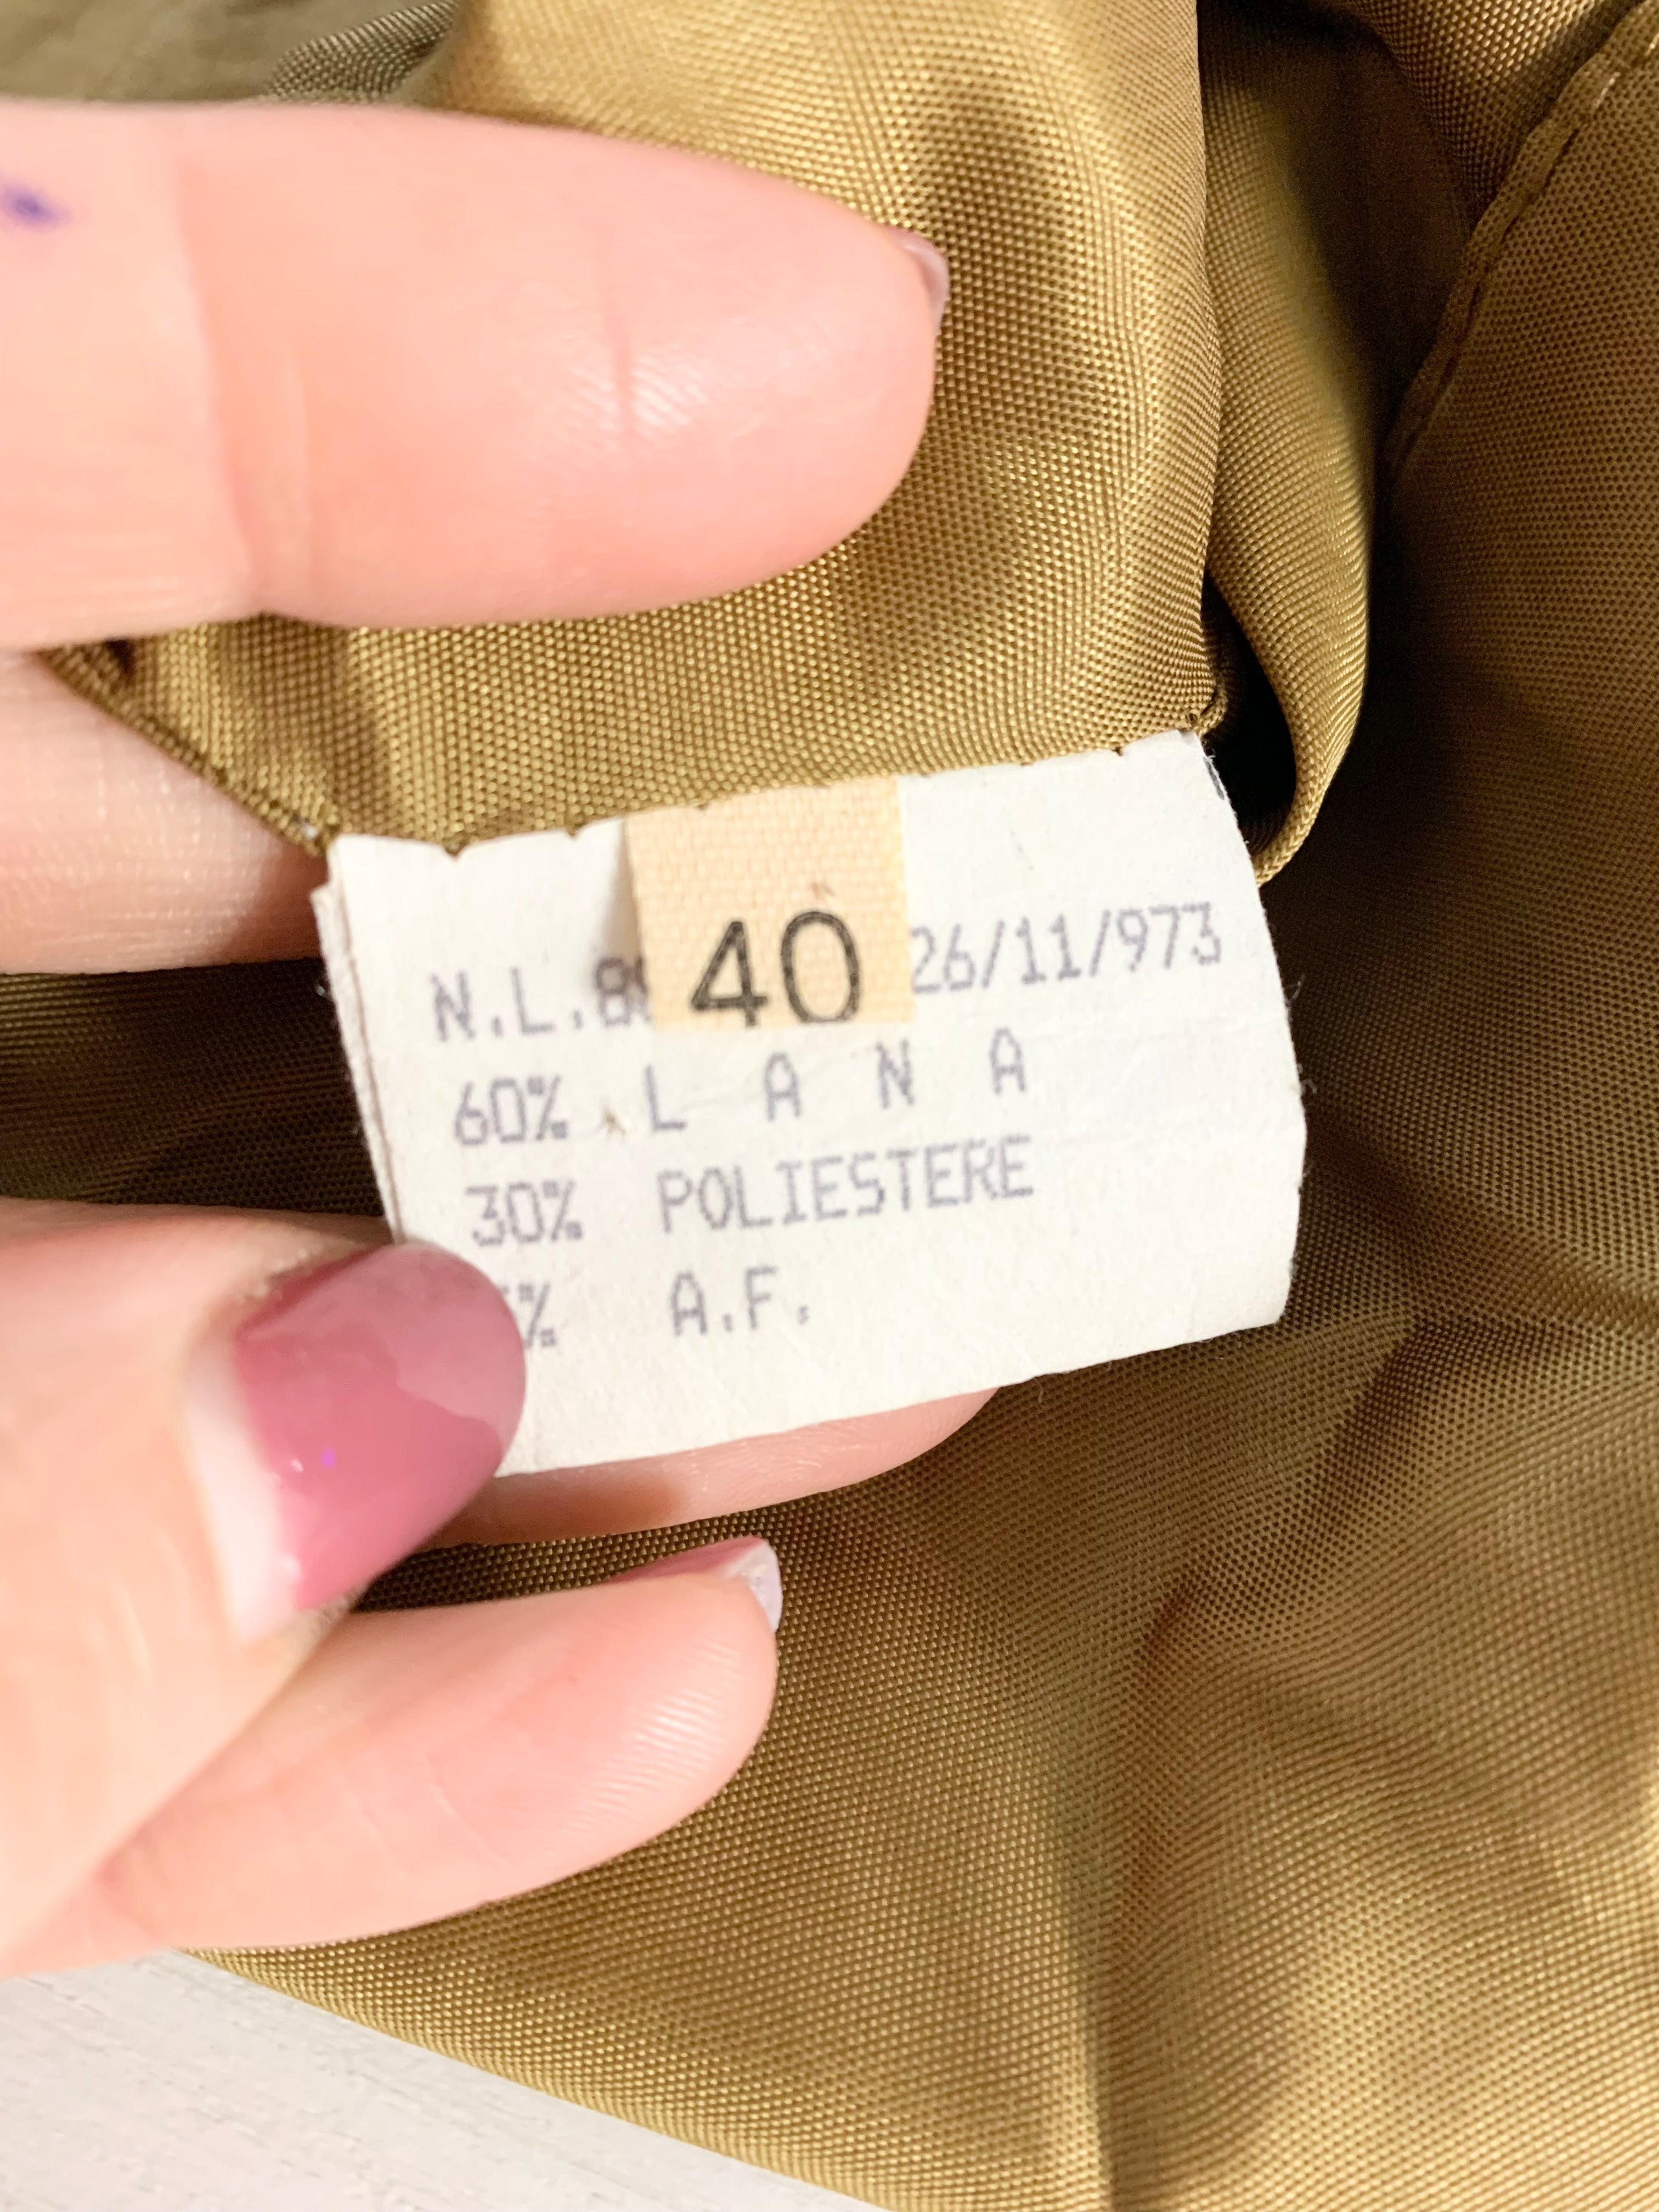 40
N.L.8 26/11/973
60% L A N A
30% POLIESTERE
% A.F.